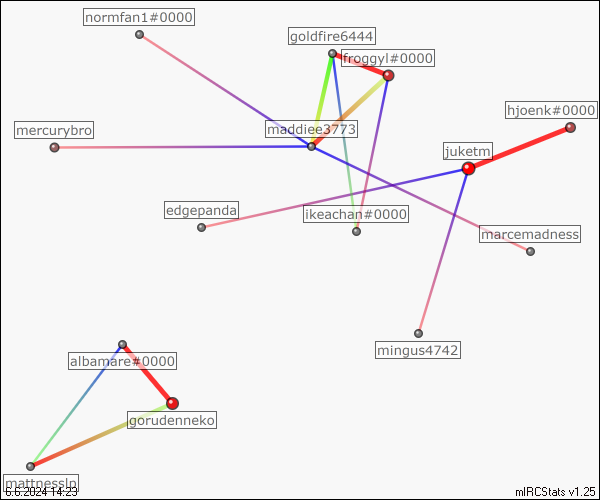 normfan1#0000
goldfire6444
froggyl#0000
hjoenk#0000
mercurybro
maddiee3773
juketm
edgepanda
ikeachan#0000
marcemadness
mingus4742
albamare#0000
gorudenneko
mattnesslp
6.6.2024 14:23
mIRCStats v1.25